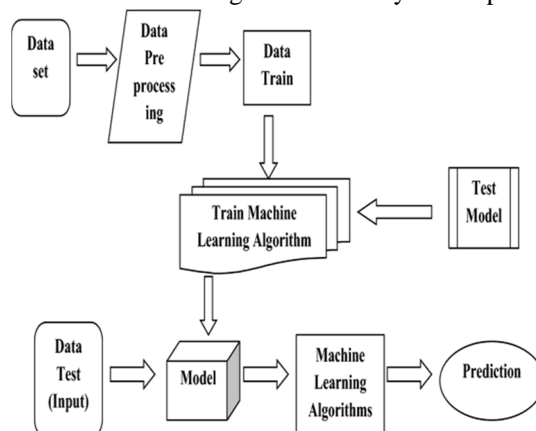 Data
set
Data
Pre
process
ing
Data
Train
Train Machine
Learning Algorithm
Test
Model
Data
Test
(Input)
Model
Machine
Learning
Algorithms
Prediction